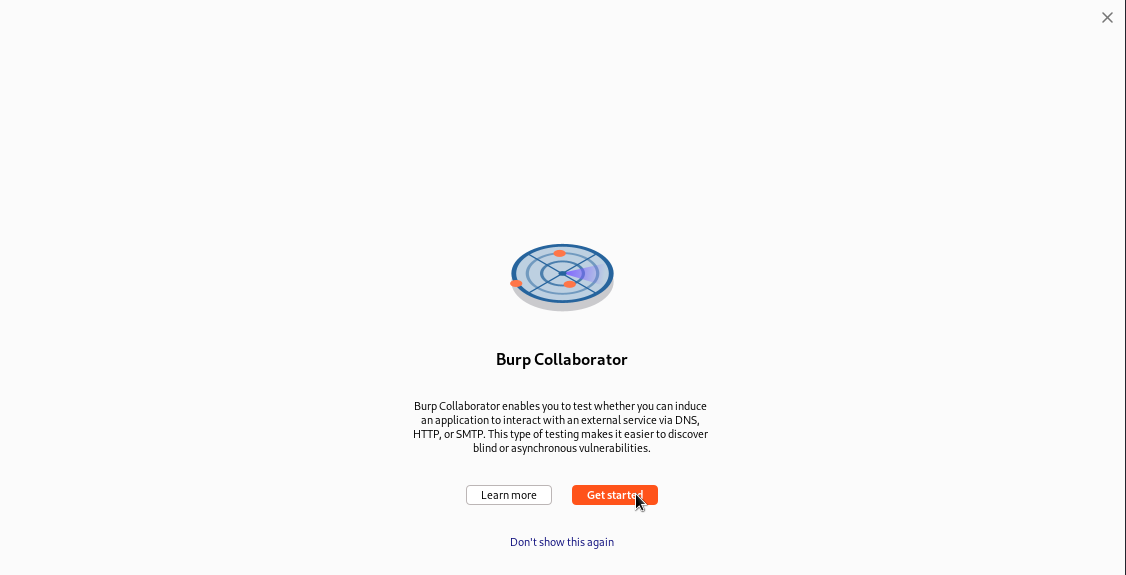 Burp Collaborator
Burp Collaborator enables you to test whether you can induce
an application to interact with an external service via DNS,
HTTP, or SMTP. This type of testing makes it easier to discover
blind or asynchronous vulnerabilities.
Learn more
Get started
Don't show this again